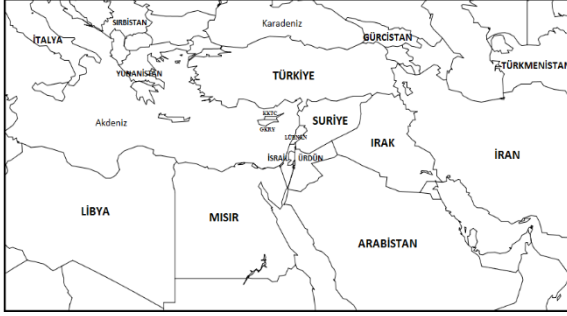 SIRBİSTAN
Karadeniz
İTALYA
GÜRCİSTAN
YUNANİSTAN
TÜRKİYE
TÜRKMENİSTAN
Akdeniz
KKTC
GKRY
SURİYE
LÜBNAN
IRAK
İSRAİL
ÜRDÜN
İRAN
LİBYA
MISIR
ARABİSTAN